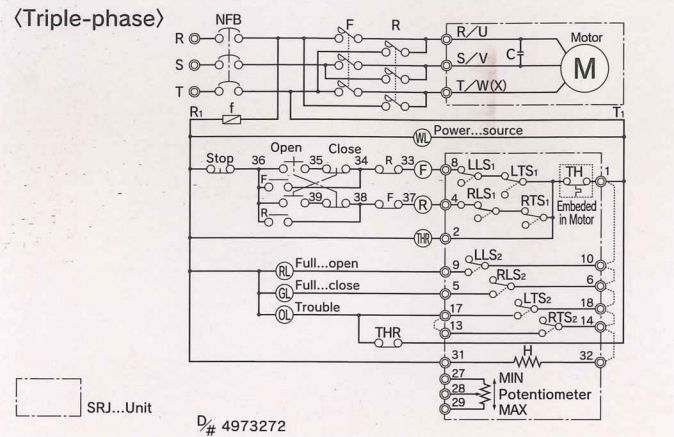 〈Triple-phase〉
NFB
F
R
R
S
T
R/U
S/V
T/W(X)
C
Motor
M
R1
f
T1
WL
Power...source
Stop
36
Open
35
Close
34
R
33
F
8
LLS1
LTS1
TH
1
F
39
38
F
37
R
4
RLS1
RTS1
Embeded
in Motor
R
THR
2
RL
Full...open
9
LLS2
10
GL
Full...close
5
RLS2
6
OL
Trouble
17
LTS2
18
THR
13
RTS2
14
31
H
32
27
MIN
28
Potentiometer
29
MAX
SRJ...Unit
D/# 4973272